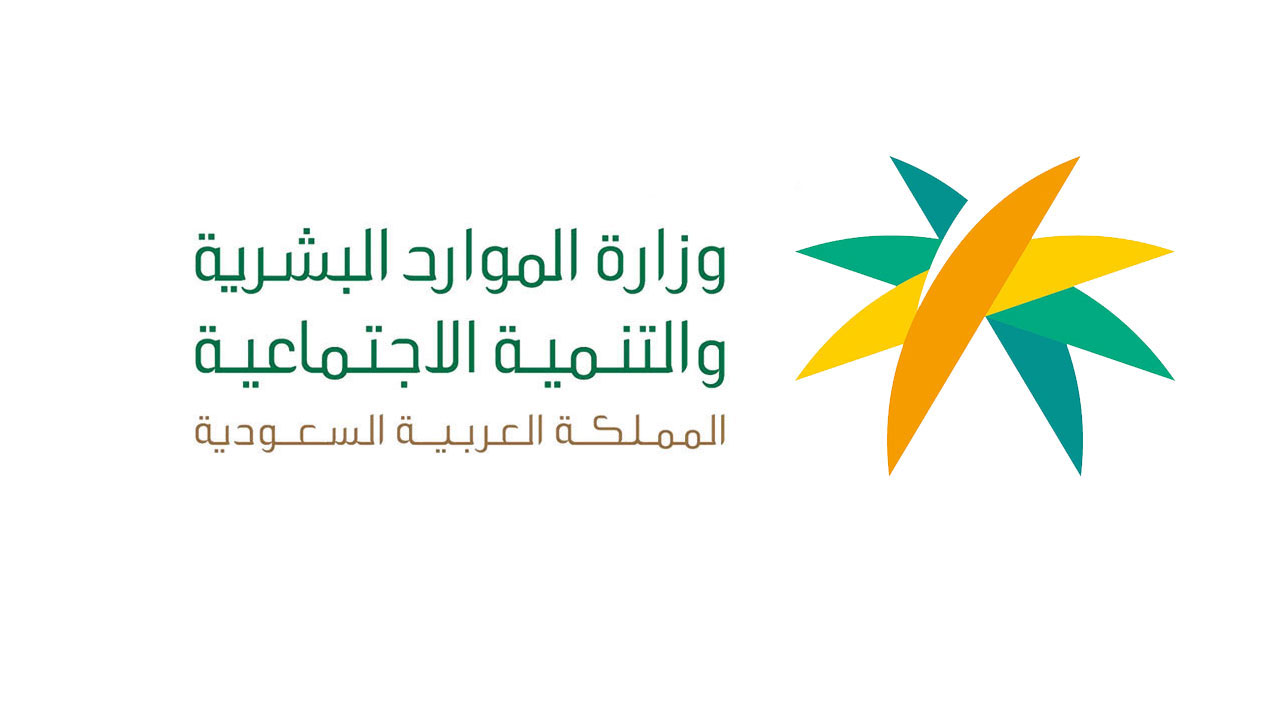 وزارة الموارد البشرية
والتنمية الاجتماعية
المملكة العربية السعودية